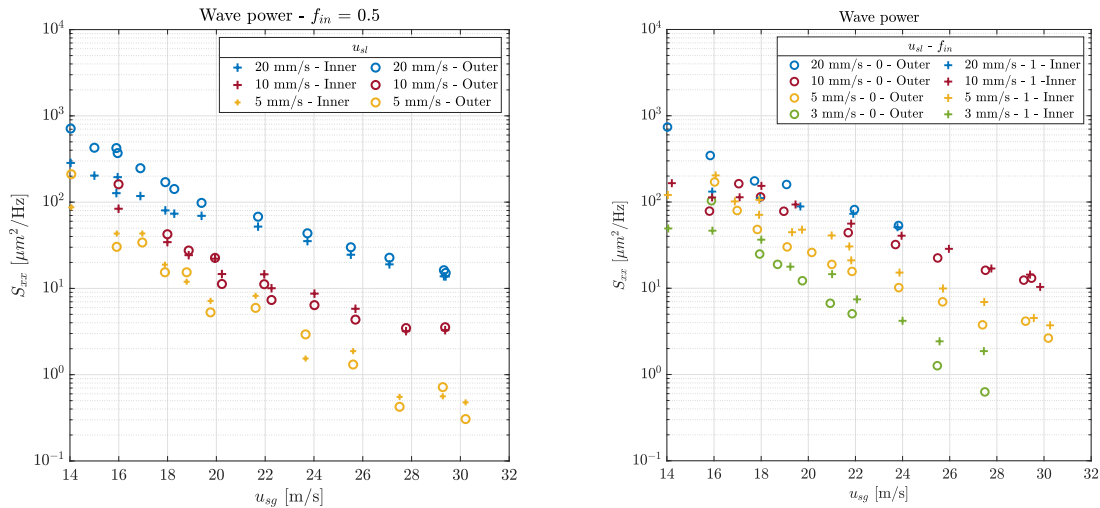 Wave power - f_in = 0.5
u_sl
20 mm/s - Inner 20 mm/s - Outer
10 mm/s - Inner 10 mm/s - Outer
5 mm/s - Inner 5 mm/s - Outer
10^4
10^3
10^2
10^1
10^0
10^-1
S_xx [μm^2/Hz]
14 16 18 20 22 24 26 28 30 32
u_sg [m/s]
Wave power
u_sl - f_in
20 mm/s - 0 - Outer 20 mm/s - 1 - Inner
10 mm/s - 0 - Outer 10 mm/s - 1 -Inner
5 mm/s - 0 - Outer 5 mm/s - 1 - Inner
3 mm/s - 0 - Outer 3 mm/s - 1 - Inner
10^4
10^3
10^2
10^1
10^0
10^-1
S_xx [μm^2/Hz]
14 16 18 20 22 24 26 28 30 32
u_sg [m/s]